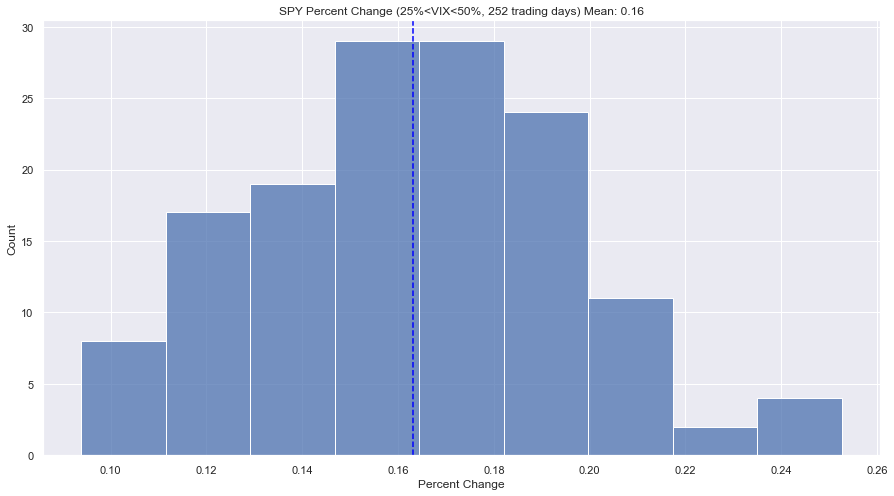 SPY Percent Change (25%<VIX<50%, 252 trading days) Mean: 0.16
30
25
20
15
10
5
0
Count
0.10 0.12 0.14 0.16 0.18 0.20 0.22 0.24 0.26
Percent Change